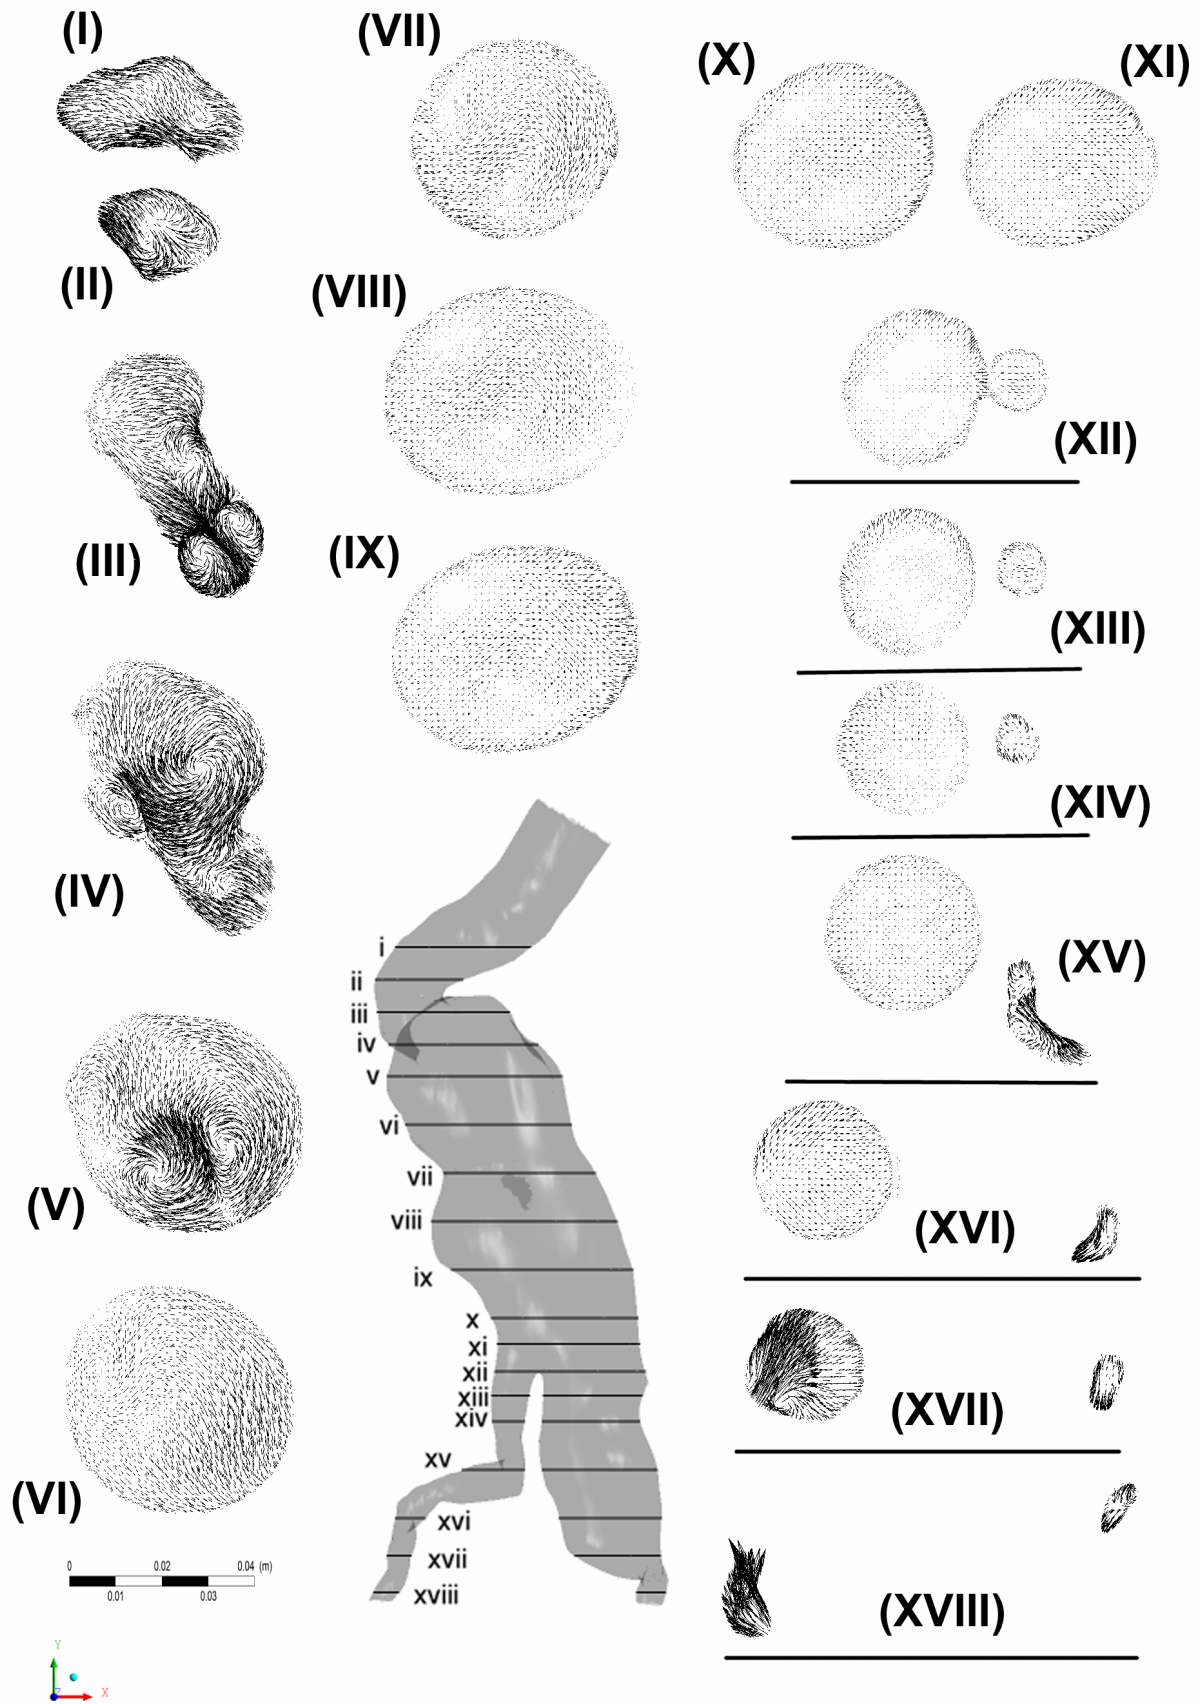 (I)
(II)
(III)
(IV)
(V)
(VI)
0 0.02 0.04 (m)
0.01 0.03
Y
Z X
(VII)
(VIII)
(IX)
i
ii
iii
iv
v
vi
vii
viii
ix
x
xi
xii
xiii
xiv
xv
xvi
xvii
xviii
(X)
(XI)
(XII)
(XIII)
(XIV)
(XV)
(XVI)
(XVII)
(XVIII)